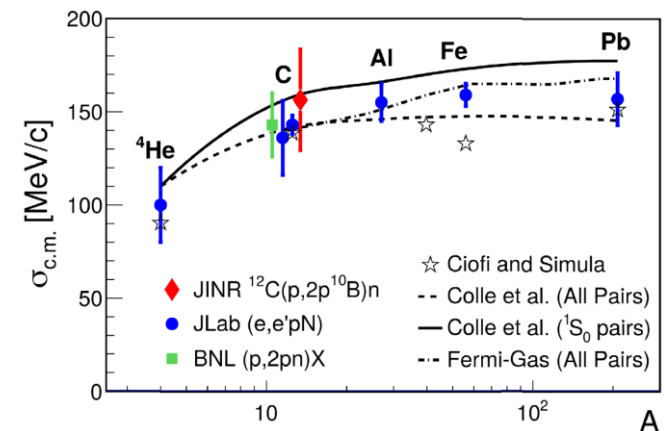 200
150
100
50
0
σc.m. [MeV/c]
⁴He
C
Al
Fe
Pb
JINR ¹²C(p,2p¹⁰B)n
JLab (e,e'pN)
BNL (p,2pn)X
Ciofi and Simula
Colle et al. (All Pairs)
Colle et al. (¹S₀ pairs)
Fermi-Gas (All Pairs)
10
10²
A